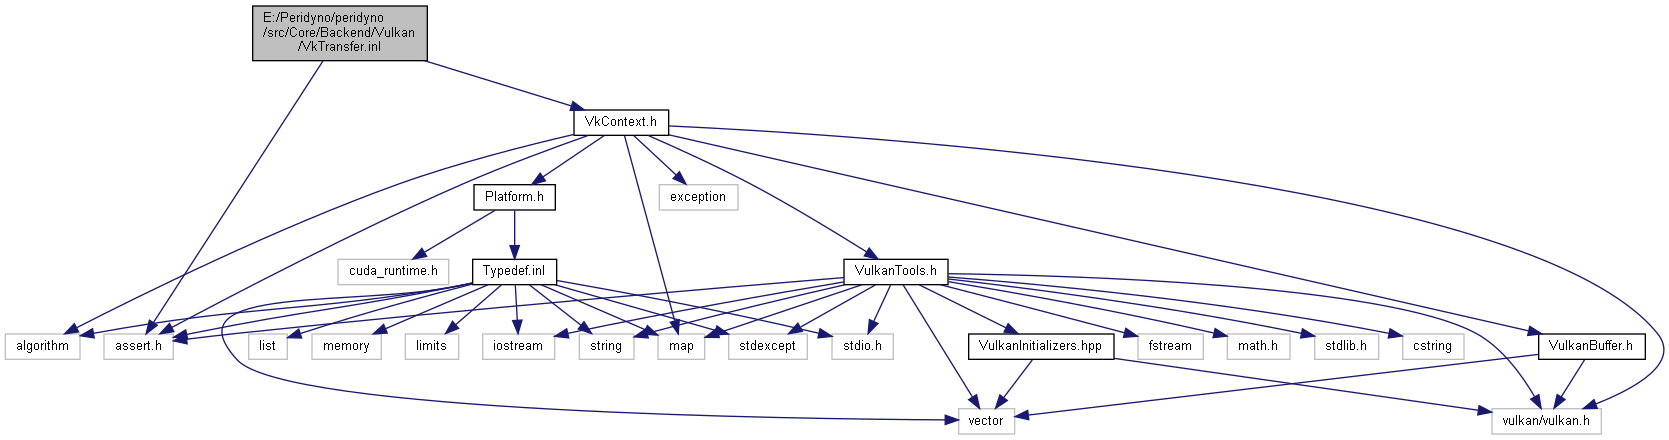 E:/Peridyno/peridyno
/src/Core/Backend/Vulkan
/VkTransfer.inl
VkContext.h
Platform.h
exception
cuda_runtime.h
Typedef.inl
VulkanTools.h
algorithm
assert.h
list
memory
limits
iostream
string
map
stdexcept
stdio.h
VulkanInitializers.hpp
fstream
math.h
stdlib.h
cstring
VulkanBuffer.h
vector
vulkan/vulkan.h